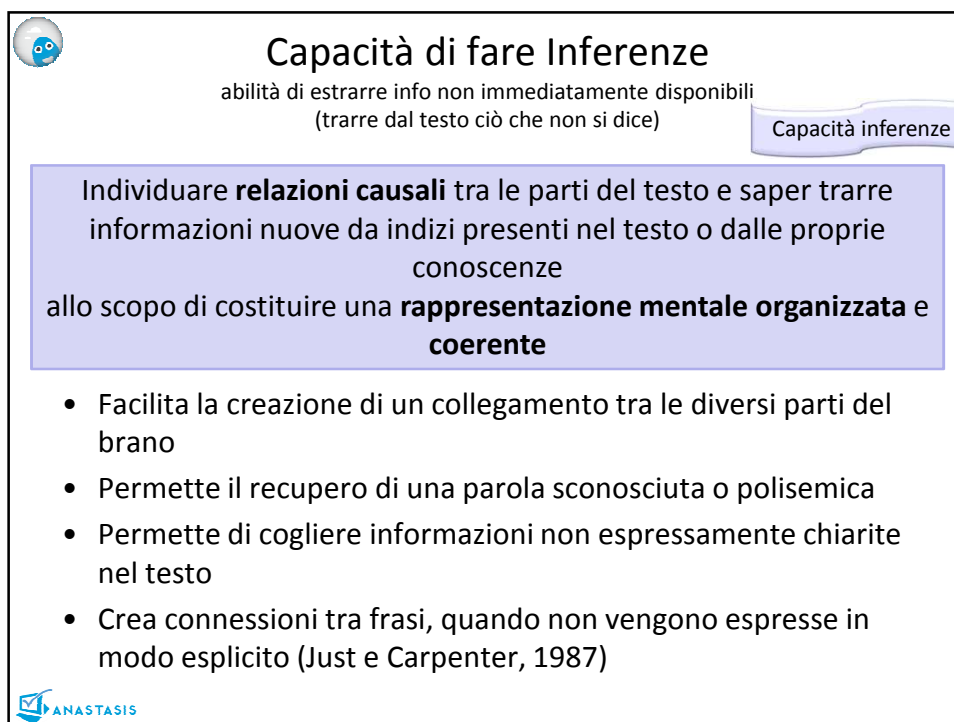 Capacità di fare Inferenze
abilità di estrarre info non immediatamente disponibili
(trarre dal testo ciò che non si dice)
Capacità inferenze
Individuare relazioni causali tra le parti del testo e saper trarre
informazioni nuove da indizi presenti nel testo o dalle proprie
conoscenze
allo scopo di costituire una rappresentazione mentale organizzata e
coerente
• Facilita la creazione di un collegamento tra le diversi parti del
brano
• Permette il recupero di una parola sconosciuta o polisemica
• Permette di cogliere informazioni non espressamente chiarite
nel testo
• Crea connessioni tra frasi, quando non vengono espresse in
modo esplicito (Just e Carpenter, 1987)
ANASTASIS